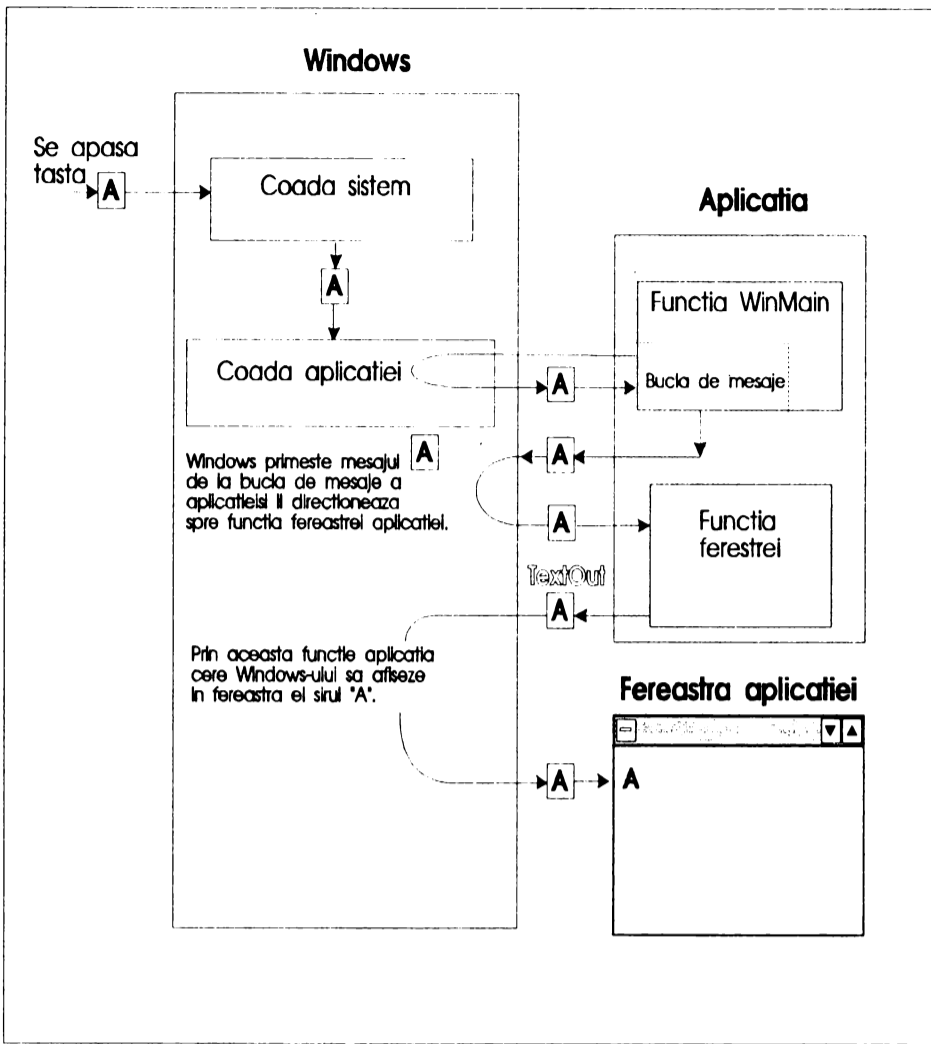 Windows
Se apasa
tasta
A
Coada sistem
A
Aplicatia
Functia WinMain
Coada aplicatiei
A
Bucla de mesaje
A
Windows primeste mesajul
de la bucla de mesaje a
aplicatieisi il directioneaza
spre functia fereastrei aplicatiei.
A
A
Functia
ferestrei
TextOut
A
Prin aceasta functie aplicatia
cere Windows-ului sa afiseze
in fereastra ei sirul "A".
Fereastra aplicatiei
A
A